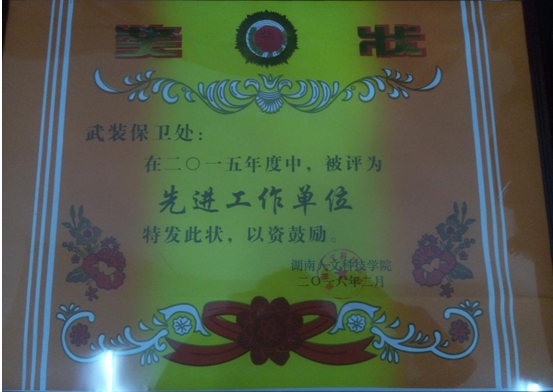 奖 状
武装保卫处：
在二〇一五年度中，被评为
先进工作单位
特发此状，以资鼓励。
湖南人文科技学院
二〇一六年二月